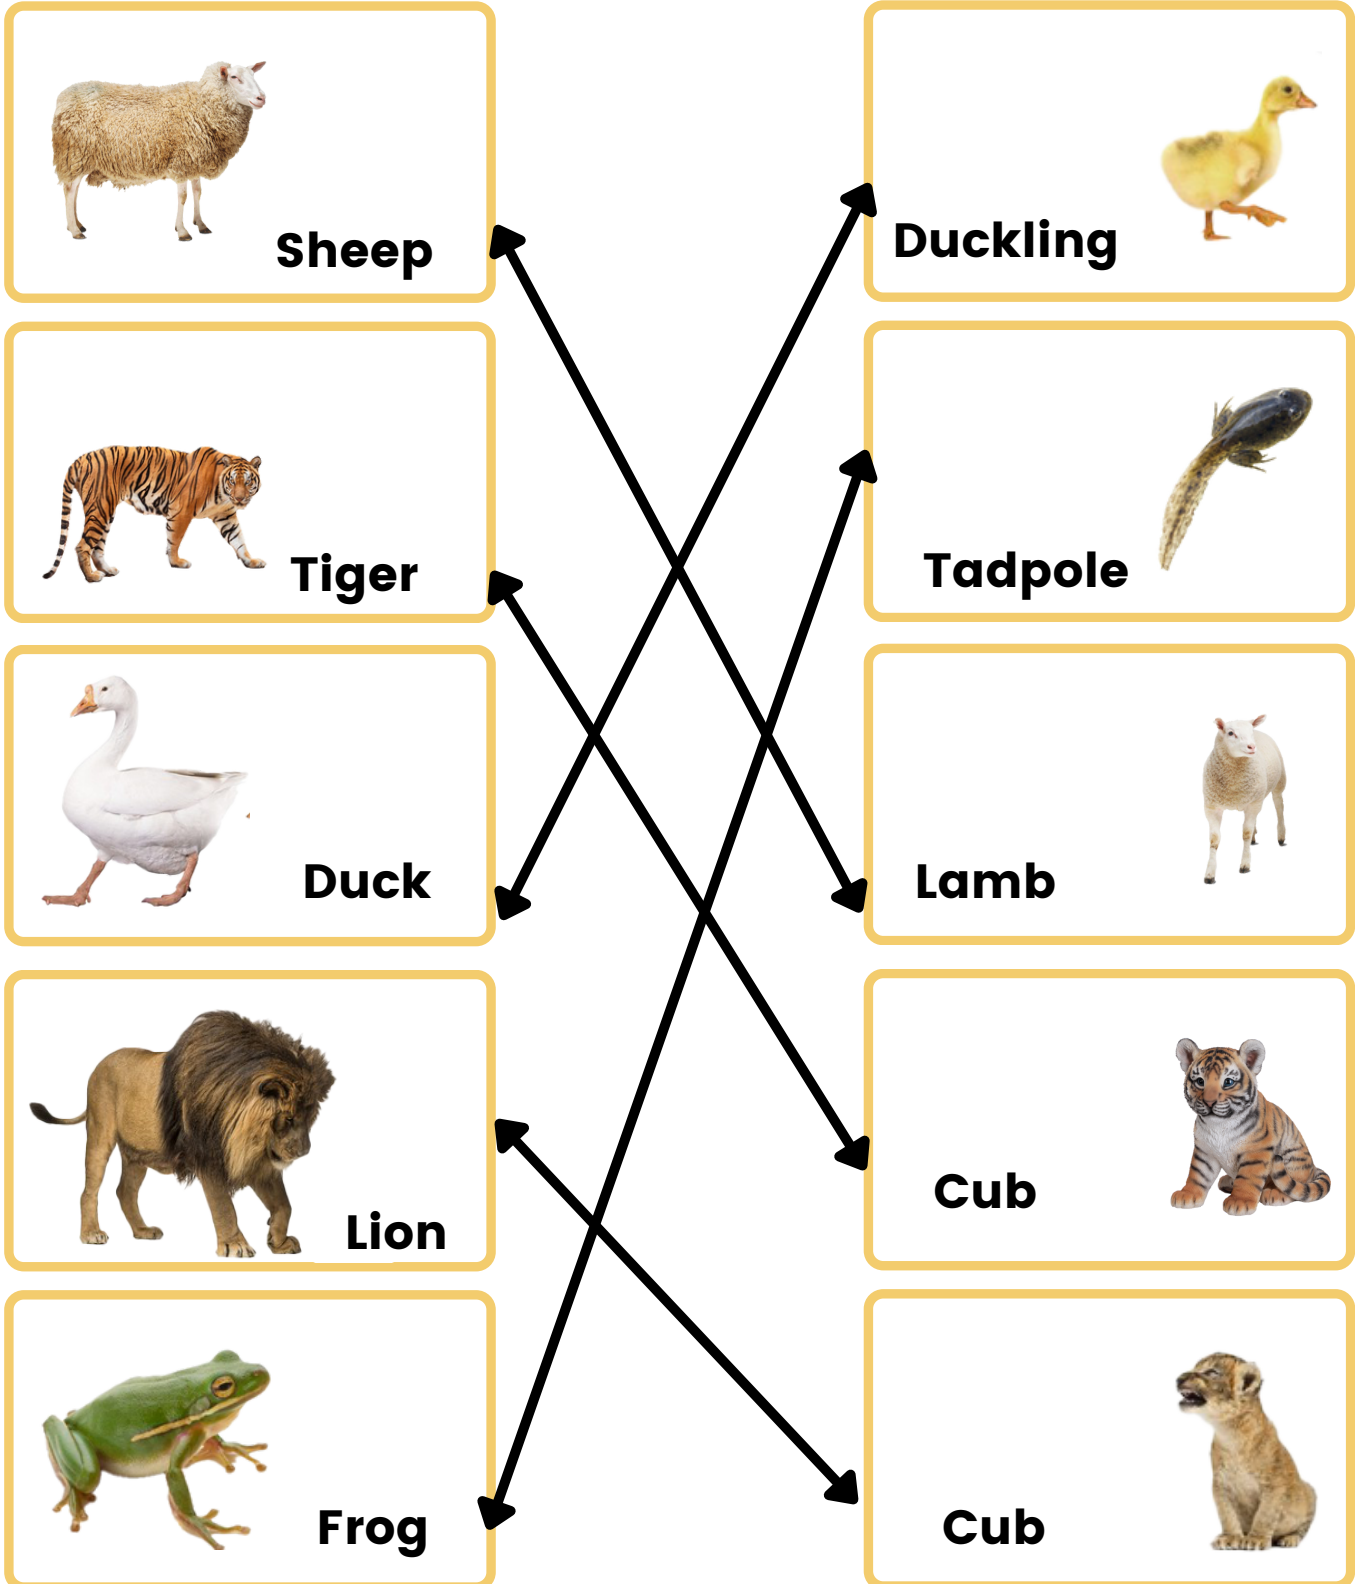 Sheep
Duckling
Tiger
Tadpole
Duck
Lamb
Lion
Cub
Frog
Cub